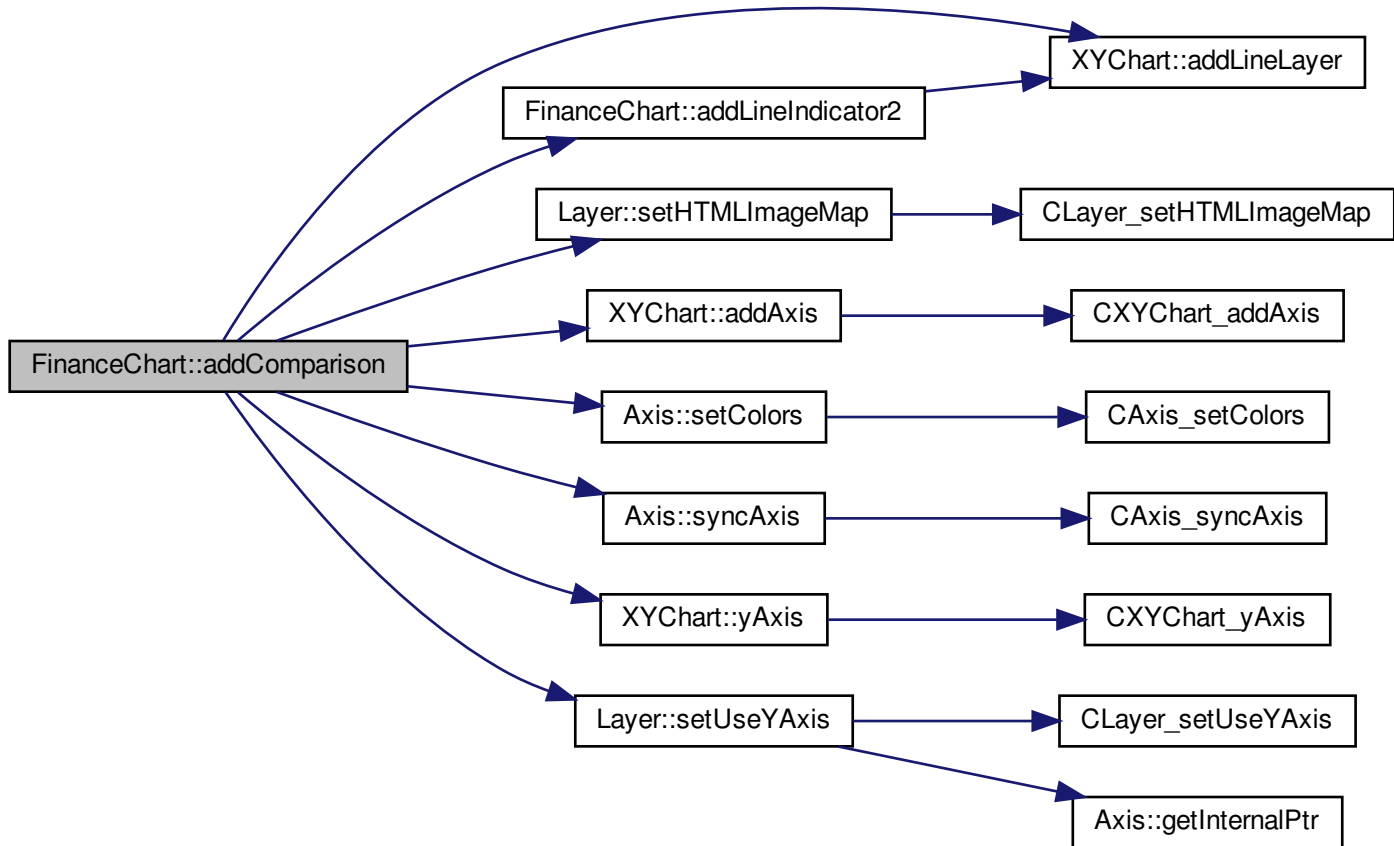 XYChart::addLineLayer
FinanceChart::addLineIndicator2
Layer::setHTMLImageMap
CLayer_setHTMLImageMap
XYChart::addAxis
CXYChart_addAxis
FinanceChart::addComparison
Axis::setColors
CAxis_setColors
Axis::syncAxis
CAxis_syncAxis
XYChart::yAxis
CXYChart_yAxis
Layer::setUseYAxis
CLayer_setUseYAxis
Axis::getInternalPtr